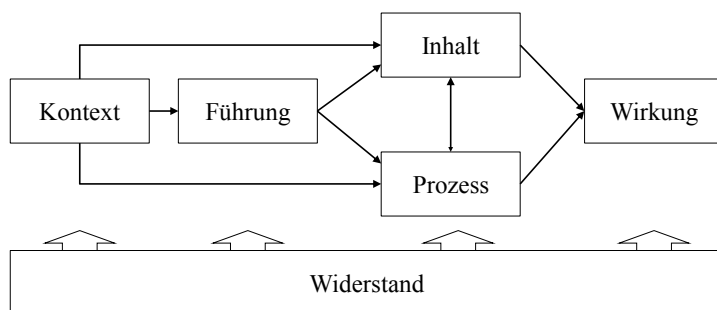 Inhalt
Kontext
Führung
Wirkung
Prozess
Widerstand